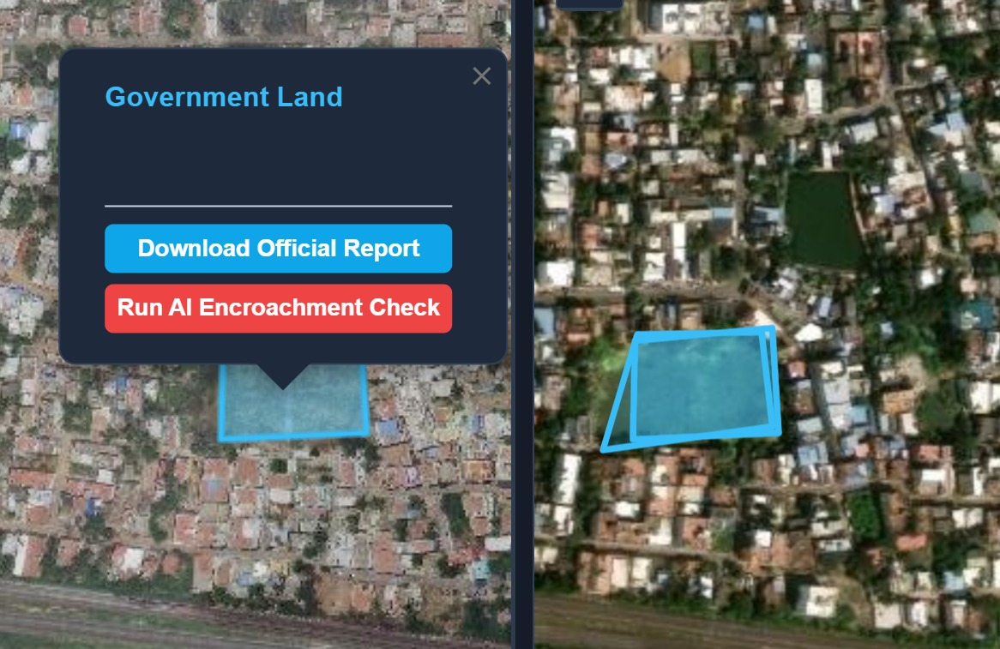 Government Land
Download Official Report
Run AI Encroachment Check